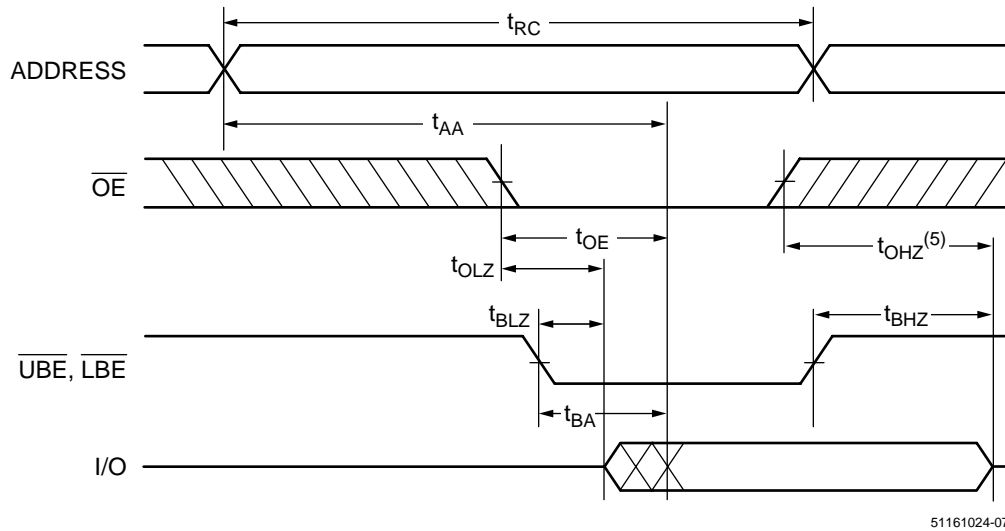 tRC
ADDRESS
tAA
OE
tOE
tOHZ(5)
tOLZ
tBLZ
tBHZ
UBE, LBE
tBA
I/O
51161024-07